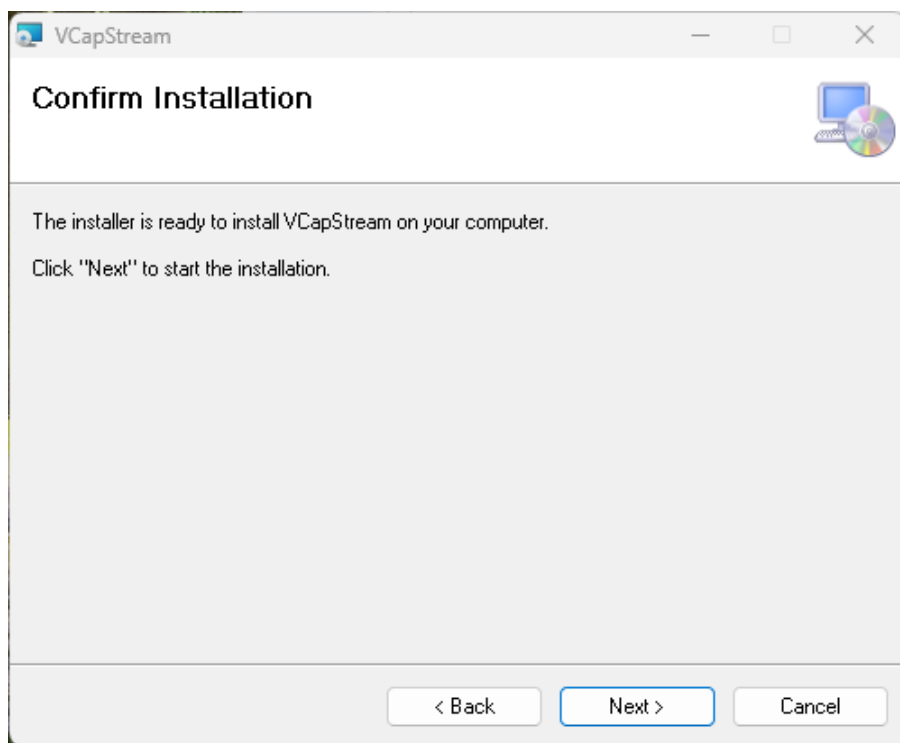 VCapStream
Confirm Installation
The installer is ready to install VCapStream on your computer.
Click "Next" to start the installation.
< Back
Next >
Cancel